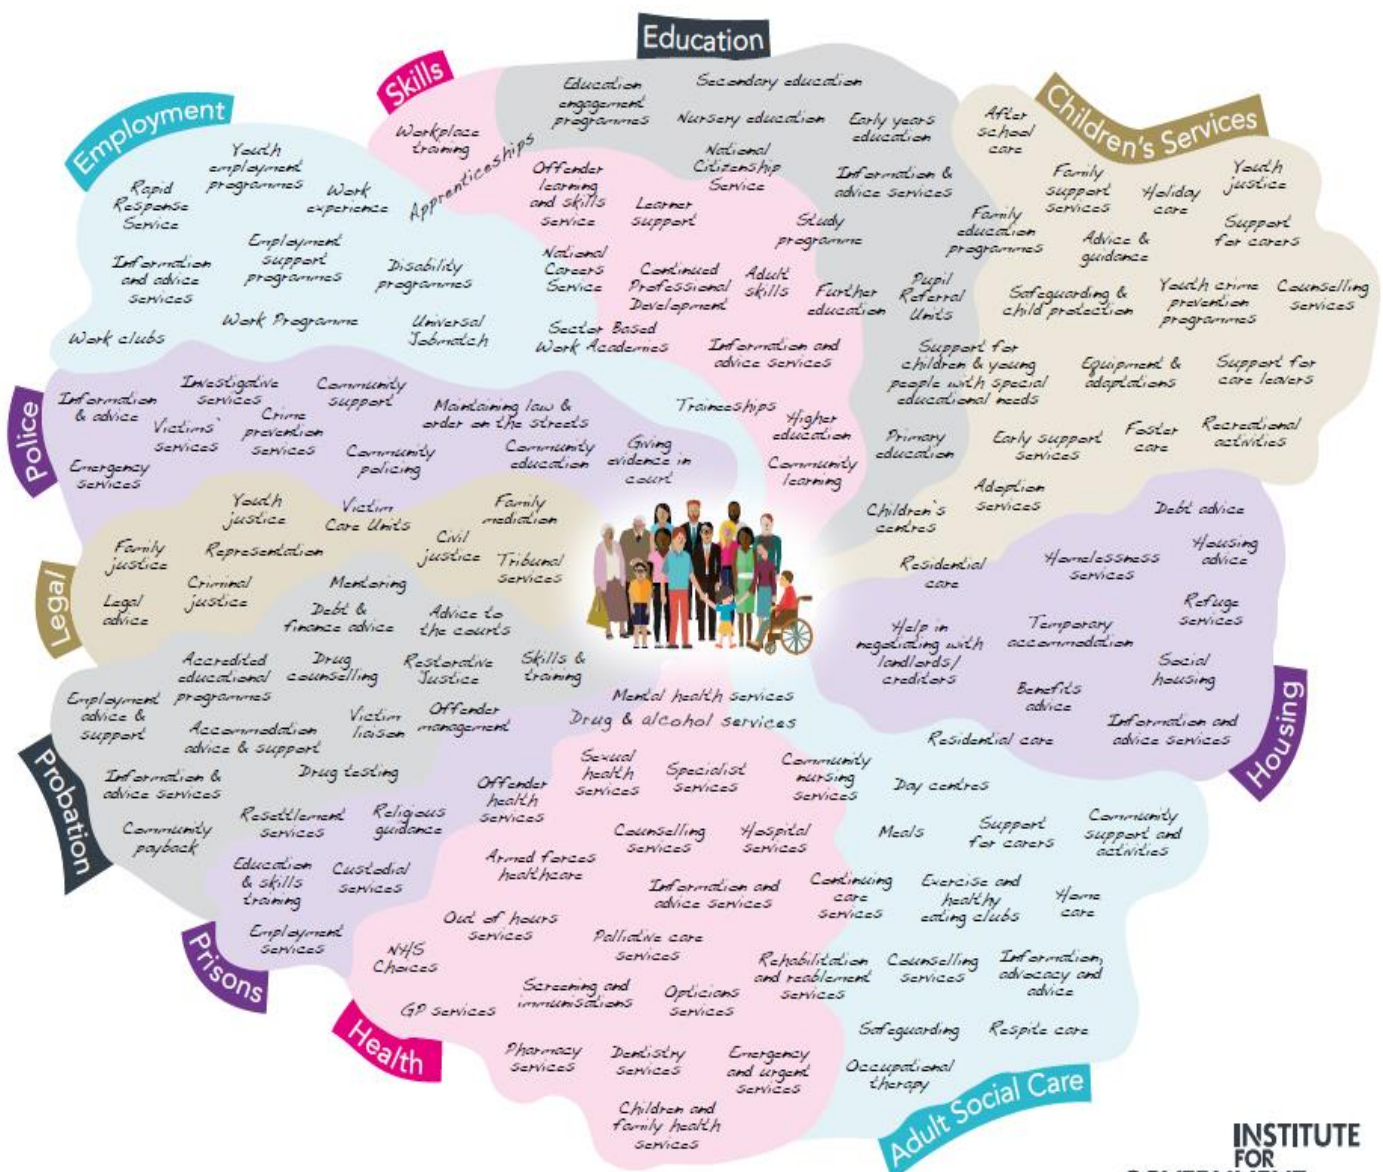 Education
Skills
Employment
Children's Services
Police
Legal
Probation
Prisons
Health
Adult Social Care
Housing
Education
engagement
programmes
Secondary education
Nursery education
Early years
education
National
Citizenship
Service
Information &
advice services
Workplace
training
Apprenticeships
Offender
learning
and skills
service
Learner
support
Study
programme
National
Careers
Service
Continued
Professional
Development
Adult
skills
Further
education
Pupil
Referral
Units
Sector Based
Work Academies
Information and
advice services
Traineeships
Higher
education
Community
learning
Primary
education
Support for
children & young
people with special
educational needs
Children's
centres
Youth
employment
programmes
Rapid
Response
Service
Work
experience
Employment
support
programmes
Information
and advice
services
Disability
programmes
Work Programme
Universal
Jobmatch
Work clubs
After
school
care
Family
support
services
Holiday
care
Youth
justice
Family
education
programmes
Advice &
guidance
Support
for carers
Safeguarding &
child protection
Youth crime
prevention
programmes
Counselling
services
Equipment &
adaptations
Support for
care leavers
Early support
services
Foster
care
Recreational
activities
Adoption
services
Residential
care
Information
& advice
Investigative
services
Community
support
Maintaining law &
order on the streets
Victims'
services
Crime
prevention
services
Community
policing
Community
education
Giving
evidence in
court
Emergency
services
Youth
justice
Victim
Care Units
Family
mediation
Family
justice
Representation
Civil
justice
Tribunal
services
Criminal
justice
Legal
advice
Mentoring
Debt &
finance advice
Advice to
the courts
Accredited
educational
programmes
Drug
counselling
Restorative
Justice
Skills &
training
Employment
advice &
support
Accommodation
advice & support
Victim
liaison
Offender
management
Information &
advice services
Drug testing
Community
payback
Resettlement
services
Religious
guidance
Offender
health
services
Education
& skills
training
Custodial
services
Employment
services
Mental health services
Drug & alcohol services
Sexual
health
services
Specialist
services
Community
nursing
services
Counselling
services
Hospital
services
Armed forces
healthcare
Information and
advice services
Continuing
care
services
Out of hours
services
Palliative care
services
NHS
Choices
Rehabilitation
and reablement
services
Screening and
immunisations
Opticians
services
GP services
Pharmacy
services
Dentistry
services
Emergency
and urgent
services
Children and
family health
services
Debt advice
Homelessness
services
Housing
advice
Refuge
services
Help in
negotiating with
landlords/
creditors
Temporary
accommodation
Social
housing
Benefits
advice
Information and
advice services
Residential care
Day centres
Meals
Support
for carers
Community
support and
activities
Exercise and
healthy
eating clubs
Home
care
Counselling
services
Information,
advocacy and
advice
Safeguarding
Respite care
Occupational
therapy
INSTITUTE
FOR
GOVERNMENT